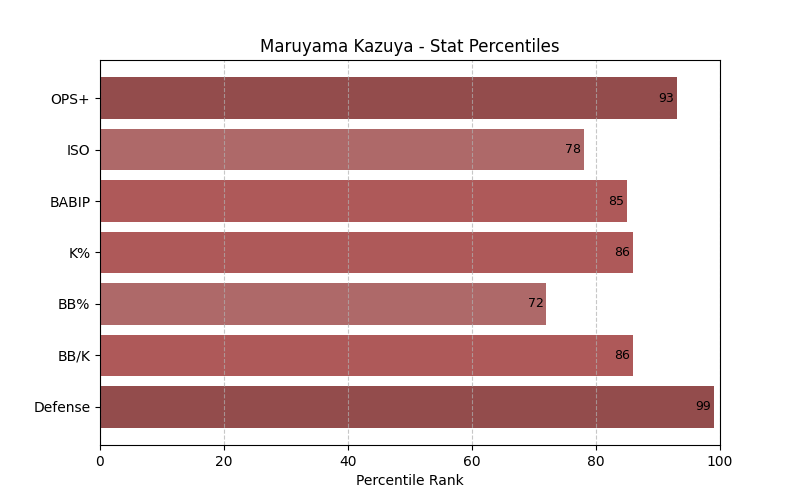 Maruyama Kazuya - Stat Percentiles
OPS+
93
ISO
78
BABIP
85
K%
86
BB%
72
BB/K
86
Defense
99
0
20
40
60
80
100
Percentile Rank